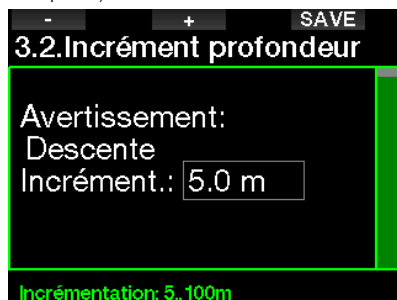 - + SAVE
3.2.Incrément profondeur
Avertissement:
Descente
Incrément.: 5.0 m
Incrémentation: 5..100m